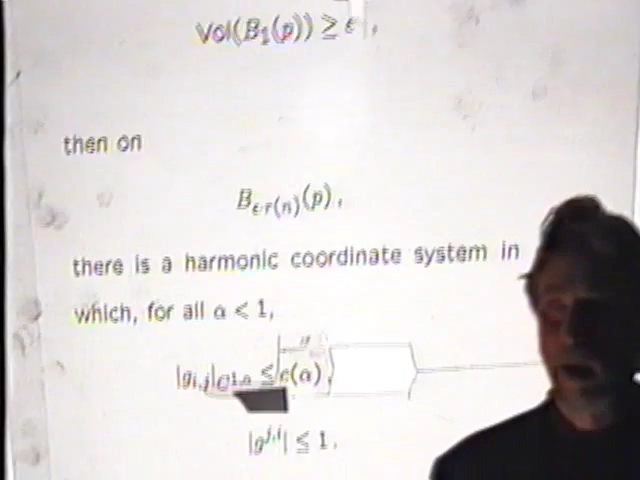 Vol(B₁(p)) ≥ ϵ ,
then on
B_{ϵ·r(n)}(p) ,
there is a harmonic coordinate system in
which, for all α < 1,
|g_{i,j}|_{C^{1,α}} ≤ c(α) ,
|g^{j,i}| ≤ 1 .